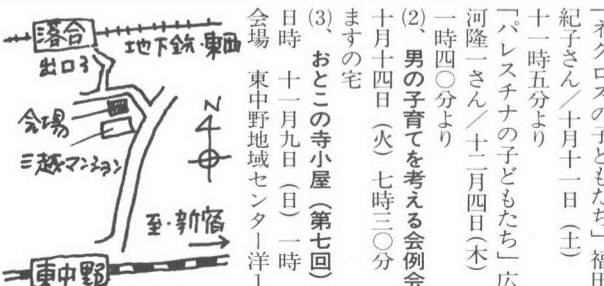 「ネグロスの子どもたち」福田
紀子さん/十月十一日(土)
十一時五分より
「パレスチナの子どもたち」広
河隆一さん/十二月四日(木)
一時四〇分より
(2)、男の子育てを考える会例会
十月十四日(火)七時三〇分
ますの宅
(3)、おとこの寺小屋(第七回)
日時 十一月九日(日)一時
会場 東中野地域センター洋1
落合
地下鉄・東西
出口3
会場
三越マンション
N
至・新宿
東中野